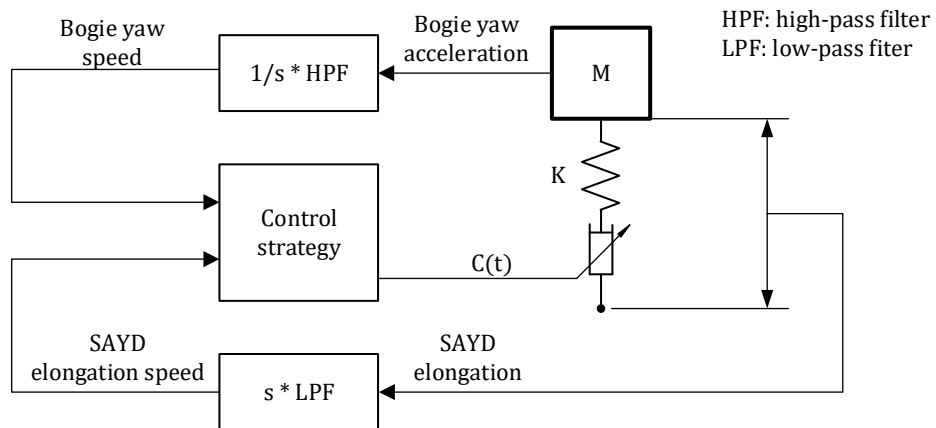 Bogie yaw
speed
1/s * HPF
Bogie yaw
acceleration
M
HPF: high-pass filter
LPF: low-pass fiter
K
Control
strategy
C(t)
SAYD
elongation speed
s * LPF
SAYD
elongation